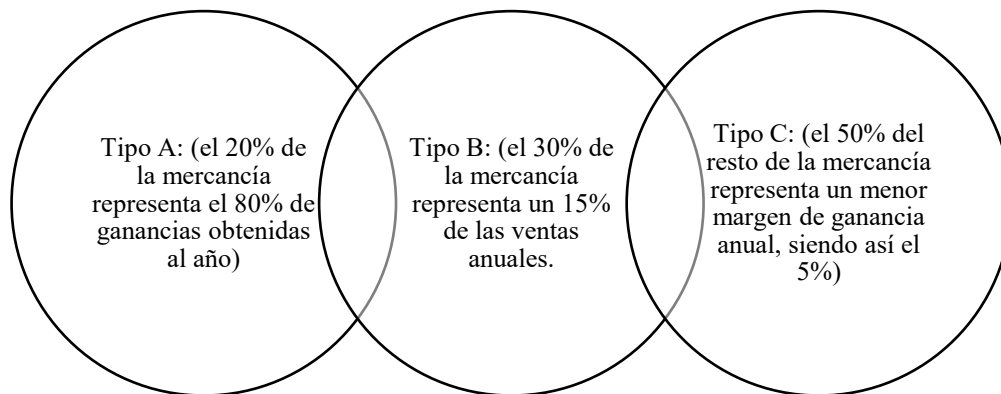 Tipo A: (el 20% de
la mercancía
representa el 80% de
ganancias obtenidas
al año)
Tipo B: (el 30% de
la mercancía
representa un 15%
de las ventas
anuales.
Tipo C: (el 50% del
resto de la mercancía
representa un menor
margen de ganancia
anual, siendo así el
5%)